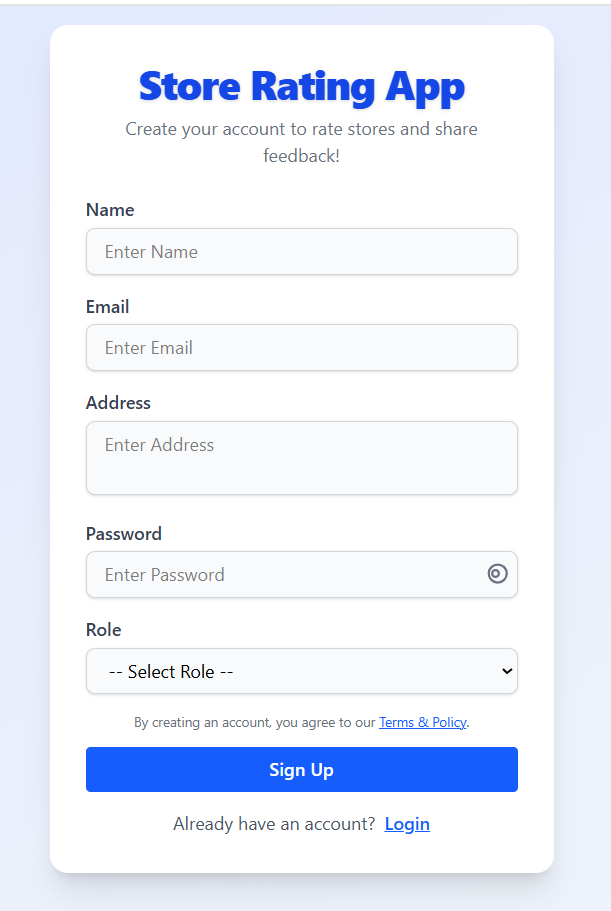 Store Rating App
Create your account to rate stores and share
feedback!
Name
Enter Name
Email
Enter Email
Address
Enter Address
Password
Enter Password
Role
-- Select Role --
By creating an account, you agree to our Terms & Policy.
Sign Up
Already have an account? Login